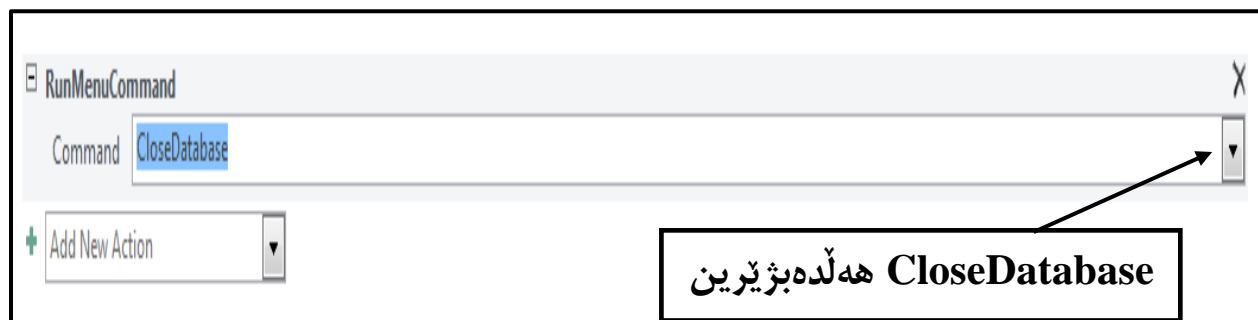 RunMenuCommand
Command CloseDatabase
Add New Action
CloseDatabase هەڵدەبژێرین